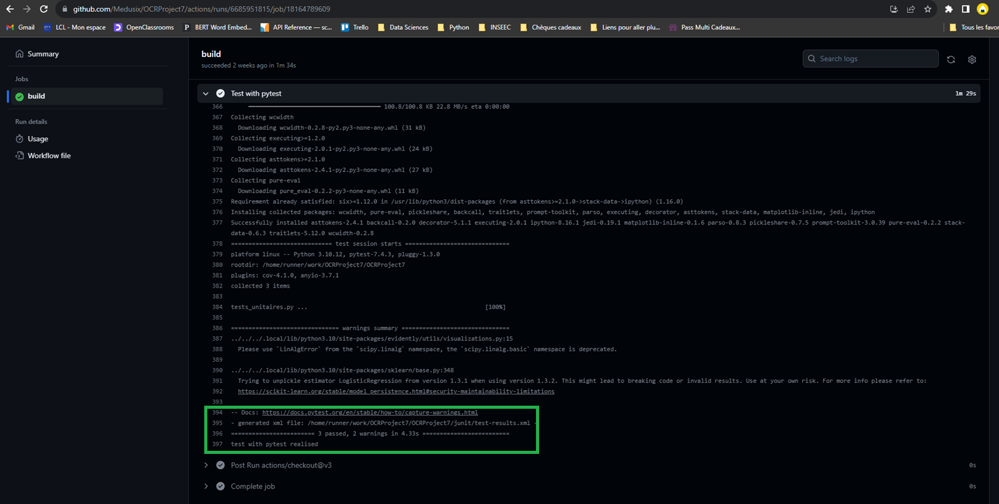 github.com/Medusix/OCRProject7/actions/runs/6685951815/job/18164789609
Gmail LCL - Mon espace OpenClassrooms BERT Word Embed... API Reference — sc... Trello Data Sciences Python INSEEC Chèques cadeaux Liens pour aller plu... Pass Multi Cadeaux... Tous les favor
Summary
Jobs
build
Run details
Usage
Workflow file
build
succeeded 2 weeks ago in 1m 34s
Search logs
Test with pytest 1m 29s
366 100.8/100.8 KB 22.8 MB/s eta 0:00:00
367 Collecting wcwidth
368 Downloading wcwidth-0.2.8-py2.py3-none-any.whl (31 kB)
369 Collecting executing>=1.2.0
370 Downloading executing-2.0.1-py2.py3-none-any.whl (24 kB)
371 Collecting asttokens>=2.1.0
372 Downloading asttokens-2.4.1-py2.py3-none-any.whl (27 kB)
373 Collecting pure-eval
374 Downloading pure_eval-0.2.2-py3-none-any.whl (11 kB)
375 Requirement already satisfied: six>=1.12.0 in /usr/lib/python3/dist-packages (from asttokens>=2.1.0->stack-data->ipython) (1.16.0)
376 Installing collected packages: wcwidth, pure-eval, pickleshare, backcall, traitlets, prompt-toolkit, parso, executing, decorator, asttokens, stack-data, matplotlib-inline, jedi, ipython
377 Successfully installed asttokens-2.4.1 backcall-0.2.0 decorator-5.1.1 executing-2.0.1 ipython-8.16.1 jedi-0.19.1 matplotlib-inline-0.1.6 parso-0.8.3 pickleshare-0.7.5 prompt-toolkit-3.0.39 pure-eval-0.2.2 stack-
data-0.6.3 traitlets-5.12.0 wcwidth-0.2.8
378 ============================= test session starts ==============================
379 platform linux -- Python 3.10.12, pytest-7.4.3, pluggy-1.3.0
380 rootdir: /home/runner/work/OCRProject7/OCRProject7
381 plugins: cov-4.1.0, anyio-3.7.1
382 collected 3 items
383
384 tests_unitaires.py ... [100%]
385
386 =============================== warnings summary ===============================
387 ../../../.local/lib/python3.10/site-packages/evidently/utils/visualizations.py:15
388 Please use `LinAlgError` from the `scipy.linalg` namespace, the `scipy.linalg.basic` namespace is deprecated.
389
390 ../../../.local/lib/python3.10/site-packages/sklearn/base.py:348
391 Trying to unpickle estimator LogisticRegression from version 1.3.1 when using version 1.3.2. This might lead to breaking code or invalid results. Use at your own risk. For more info please refer to:
392 https://scikit-learn.org/stable/model_persistence.html#security-maintainability-limitations
393
394 -- Docs: https://docs.pytest.org/en/stable/how-to/capture-warnings.html
395 - generated xml file: /home/runner/work/OCRProject7/OCRProject7/junit/test-results.xml -
396 ======================== 3 passed, 2 warnings in 4.33s =========================
397 test with pytest realised
Post Run actions/checkout@v3 0s
Complete job 0s